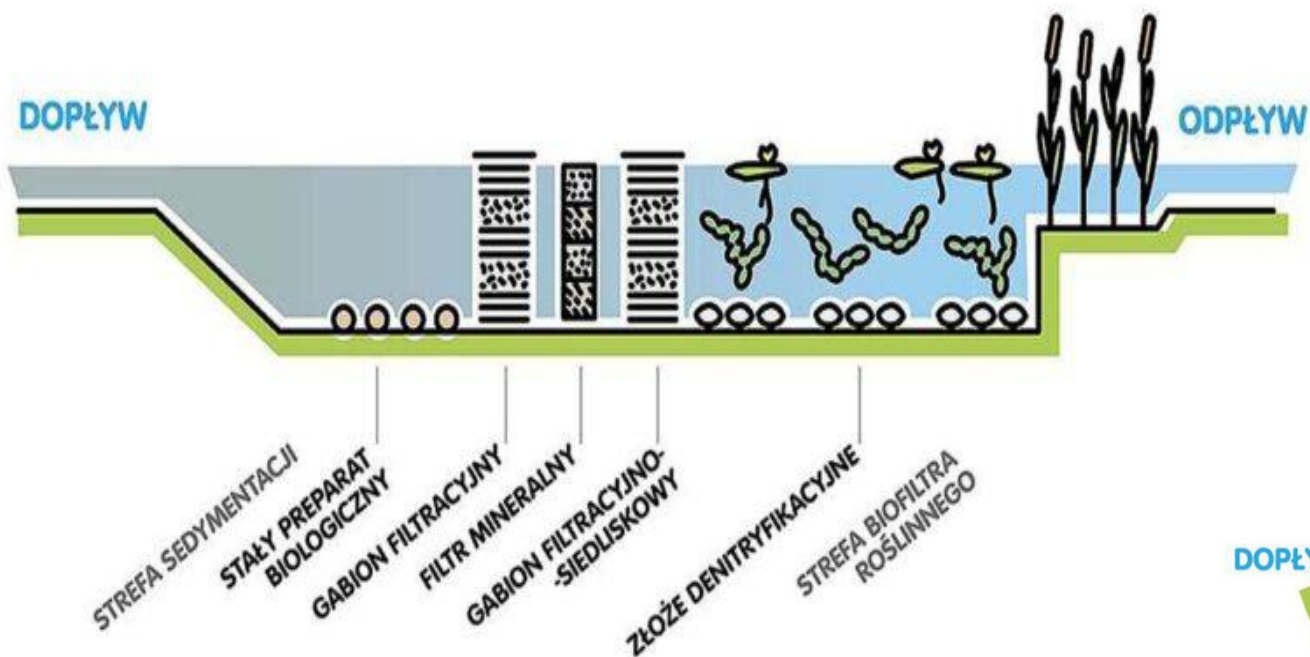 DOPŁYW
ODPŁYW
STREFA SEDYMENTACJI
STAŁY PREPARAT
BIOLOGICZNY
GABION FILTRACYJNY
FILTR MINERALNY
GABION FILTRACYJNO-
-SIEDLISKOWY
ZŁOŻE DENITRYFIKACYJNE
STREFA BIOFILTRA
ROŚLINNEGO